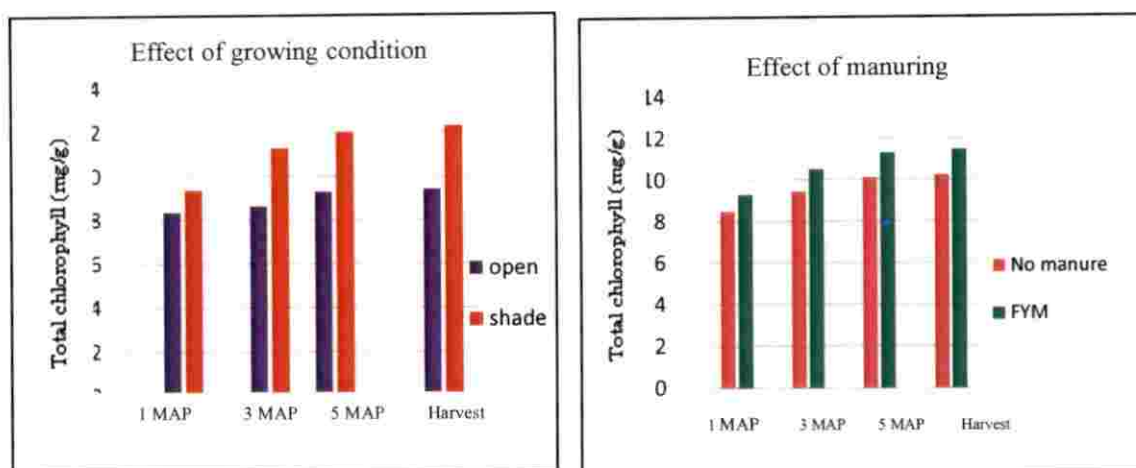 Effect of growing condition
Total chlorophyll (mg/g)
4
2
0
8
5
4
2
open
shade
1 MAP 3 MAP 5 MAP Harvest
Effect of manuring
Total chlorophyll (mg/g)
14
12
10
8
6
4
2
0
No manure
FYM
1 MAP 3 MAP 5 MAP Harvest